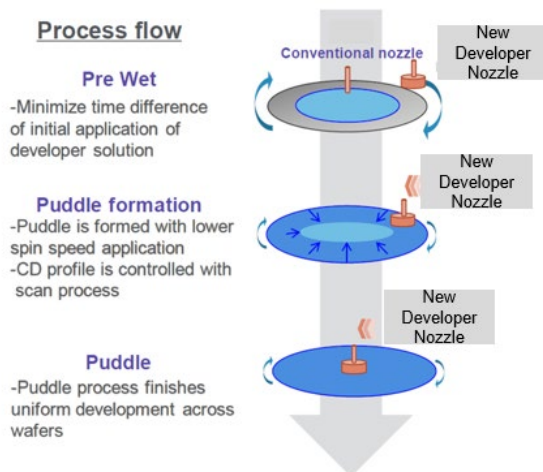 Process flow
Conventional nozzle
New
Developer
Nozzle
Pre Wet
-Minimize time difference
of initial application of
developer solution
New
Developer
Nozzle
Puddle formation
-Puddle is formed with lower
spin speed application
-CD profile is controlled with
scan process
New
Developer
Nozzle
Puddle
-Puddle process finishes
uniform development across
wafers